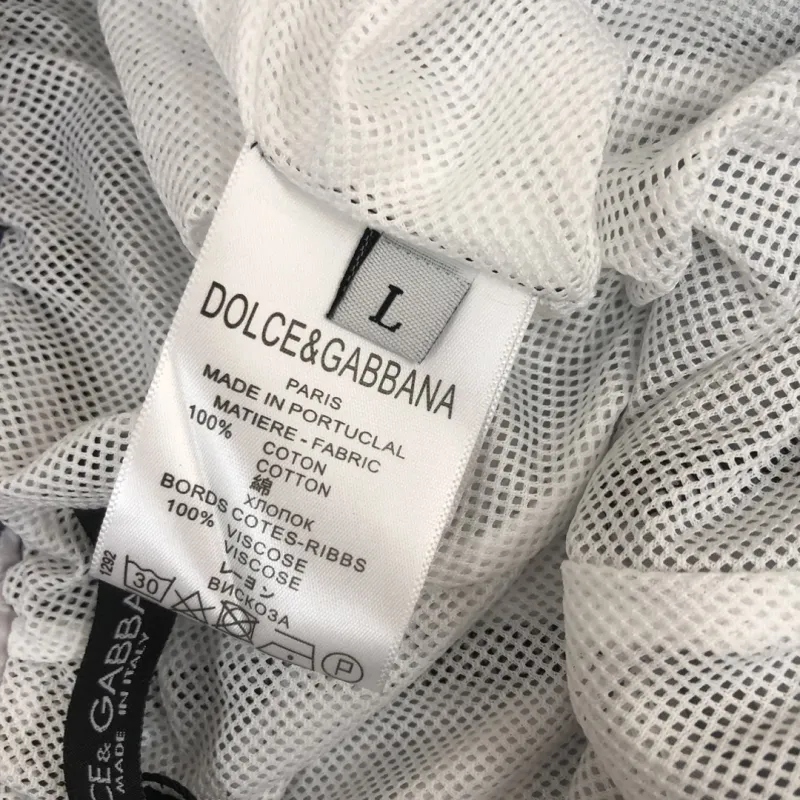 L
DOLCE&GABBANA
PARIS
MADE IN PORTUCLAL
MATIERE - FABRIC
100%
COTON
COTTON
綿
ХЛОПОК
BORDS COTES-RIBBS
100%
VISCOSE
VISCOSE
レーヨン
ВИСКОЗА
1292
30
P
CE & GABBA
MADE IN ITALY